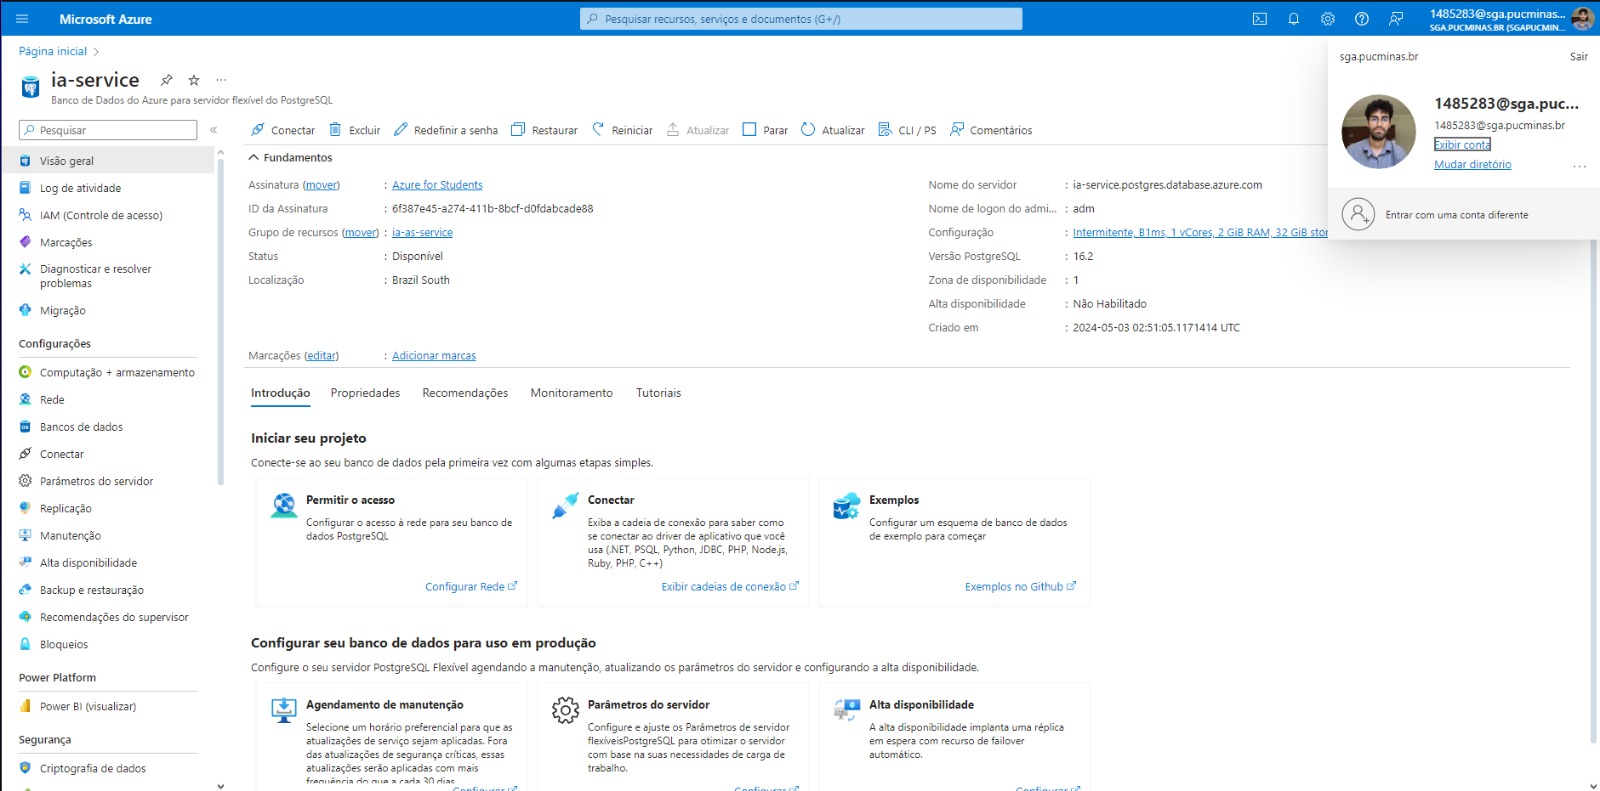 Microsoft Azure
Pesquisar recursos, serviços e documentos (G+/)
1485283@sga.pucminas...
SGA.PUCMINAS.BR (SGAPUCMIN...
Página inicial >
ia-service
...
Banco de Dados do Azure para servidor flexível do PostgreSQL
sga.pucminas.br
Sair
1485283@sga.puc...
1485283@sga.pucminas.br
Exibir conta
Mudar diretório
...
Entrar com uma conta diferente
Pesquisar
«
Visão geral
Log de atividade
IAM (Controle de acesso)
Marcações
Diagnosticar e resolver
problemas
Migração
Configurações
Computação + armazenamento
Rede
Bancos de dados
Conectar
Parâmetros do servidor
Replicação
Manutenção
Alta disponibilidade
Backup e restauração
Recomendações do supervisor
Bloqueios
Power Platform
Power BI (visualizar)
Segurança
Criptografia de dados
Conectar Excluir Redefinir a senha Restaurar Reiniciar Atualizar Parar Atualizar CLI / PS Comentários
Fundamentos
Assinatura (mover) : Azure for Students
ID da Assinatura : 6f387e45-a274-411b-8bcf-d0fdabcade88
Grupo de recursos (mover) : ia-as-service
Status : Disponível
Localização : Brazil South
Nome do servidor : ia-service.postgres.database.azure.com
Nome de logon do admi... : adm
Configuração : Intermitente, B1ms, 1 vCores, 2 GiB RAM, 32 GiB stor
Versão PostgreSQL : 16.2
Zona de disponibilidade : 1
Alta disponibilidade : Não Habilitado
Criado em : 2024-05-03 02:51:05.1171414 UTC
Marcações (editar) : Adicionar marcas
Introdução Propriedades Recomendações Monitoramento Tutoriais
Iniciar seu projeto
Conecte-se ao seu banco de dados pela primeira vez com algumas etapas simples.
Permitir o acesso
Configurar o acesso à rede para seu banco de
dados PostgreSQL
Configurar Rede
Conectar
Exiba a cadeia de conexão para saber como
se conectar ao driver de aplicativo que você
usa (.NET, PSQL, Python, JDBC, PHP, Node.js,
Ruby, PHP, C++)
Exibir cadeias de conexão
Exemplos
Configurar um esquema de banco de dados
de exemplo para começar
Exemplos no Github
Configurar seu banco de dados para uso em produção
Configure o seu servidor PostgreSQL Flexível agendando a manutenção, atualizando os parâmetros do servidor e configurando a alta disponibilidade.
Agendamento de manutenção
Selecione um horário preferencial para que as
atualizações de serviço sejam aplicadas. Fora
das atualizações de segurança críticas, essas
atualizações serão aplicadas com mais
frequência do que a cada 30 dias.
Configurar
Parâmetros do servidor
Configure e ajuste os Parâmetros de servidor
flexíveisPostgreSQL para otimizar o servidor
com base na suas necessidades de carga de
trabalho.
Configurar
Alta disponibilidade
A alta disponibilidade implanta uma réplica
em espera com recurso de failover
automático.
Configurar